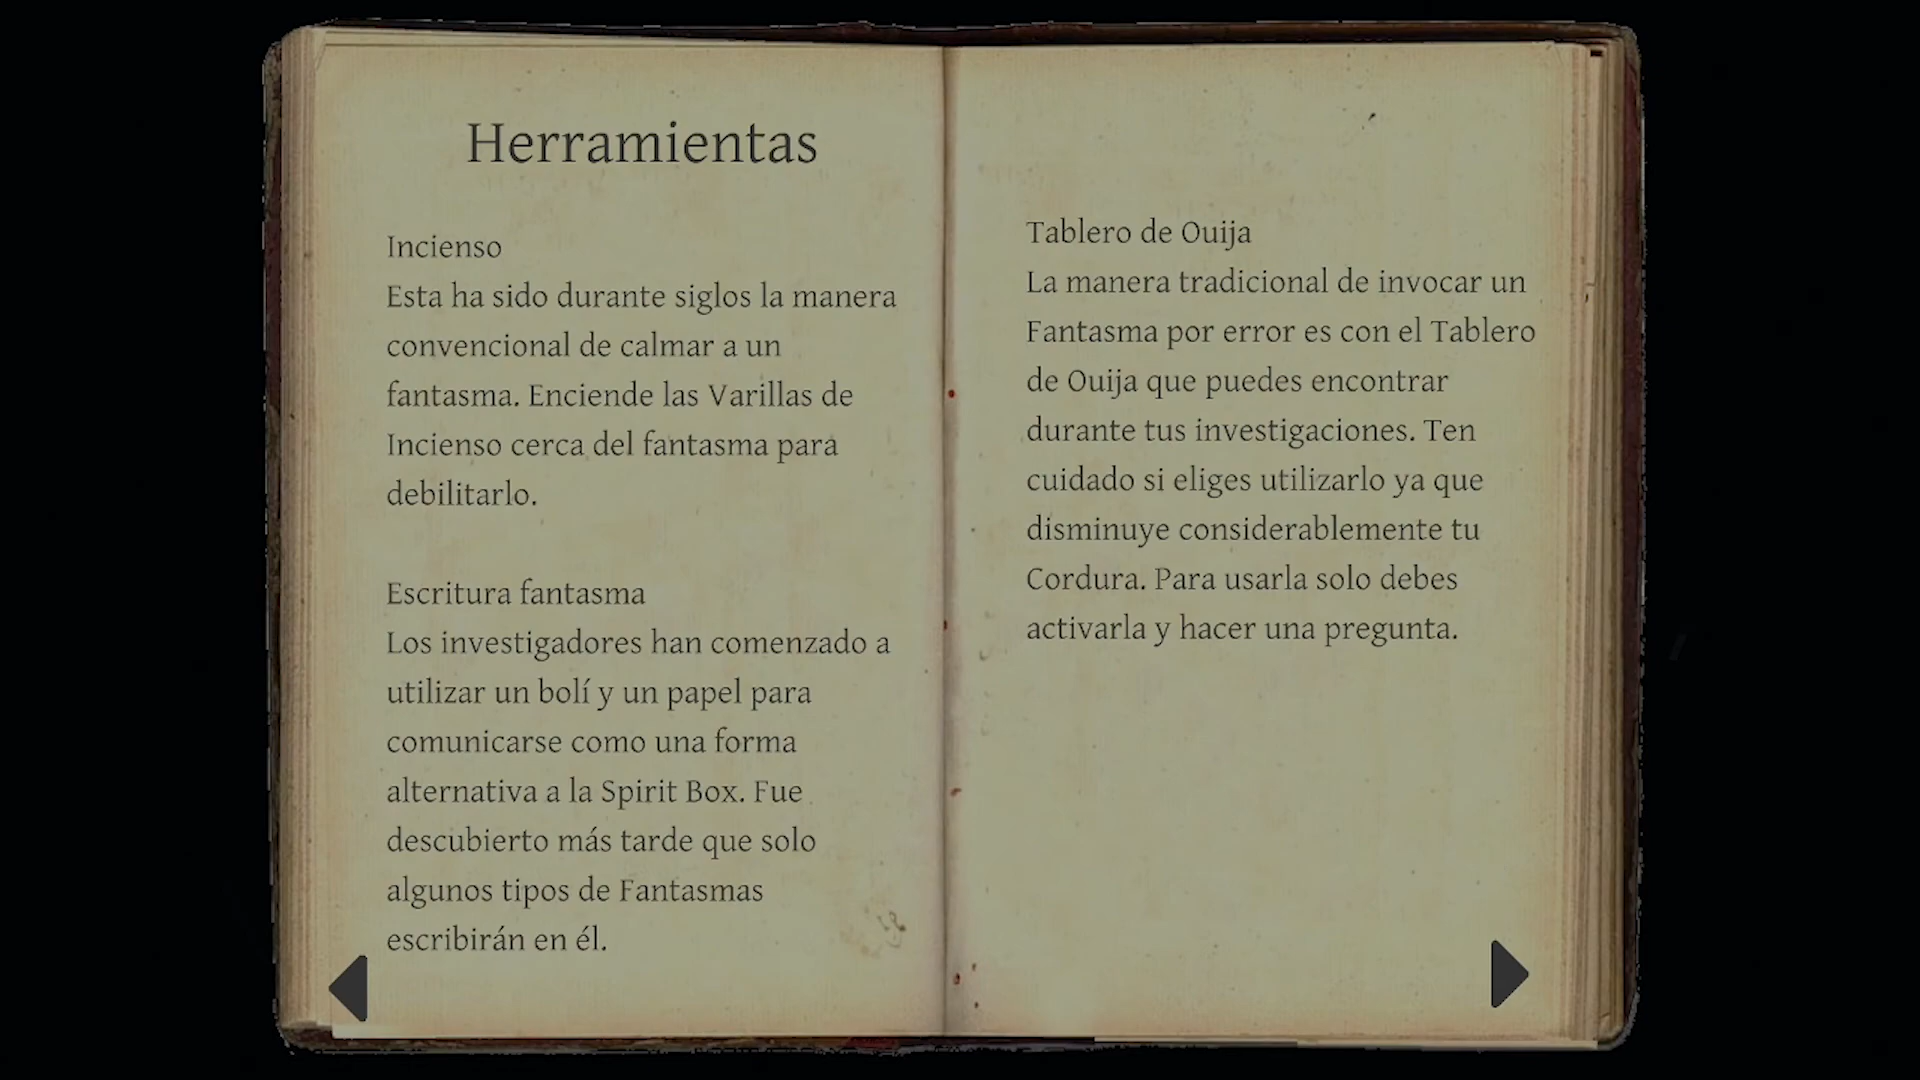 Herramientas
Incienso
Esta ha sido durante siglos la manera
convencional de calmar a un
fantasma. Enciende las Varillas de
Incienso cerca del fantasma para
debilitarlo.
Escritura fantasma
Los investigadores han comenzado a
utilizar un bolí y un papel para
comunicarse como una forma
alternativa a la Spirit Box. Fue
descubierto más tarde que solo
algunos tipos de Fantasmas
escribirán en él.
Tablero de Ouija
La manera tradicional de invocar un
Fantasma por error es con el Tablero
de Ouija que puedes encontrar
durante tus investigaciones. Ten
cuidado si eliges utilizarlo ya que
disminuye considerablemente tu
Cordura. Para usarla solo debes
activarla y hacer una pregunta.